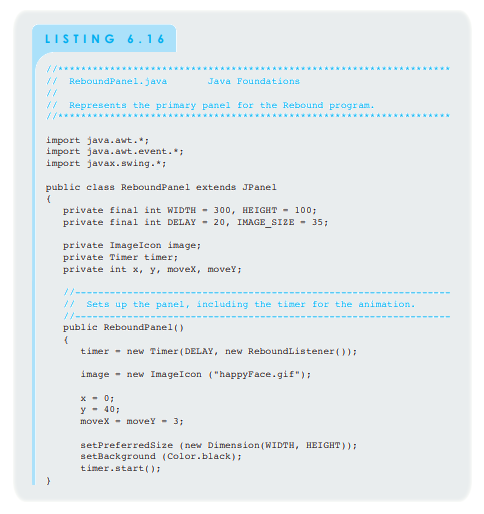 LISTING 6.16
//********************************************************************
//  ReboundPanel.java       Java Foundations
//
//  Represents the primary panel for the Rebound program.
//********************************************************************
import java.awt.*;
import java.awt.event.*;
import javax.swing.*;
public class ReboundPanel extends JPanel
{
   private final int WIDTH = 300, HEIGHT = 100;
   private final int DELAY = 20, IMAGE_SIZE = 35;
   private ImageIcon image;
   private Timer timer;
   private int x, y, moveX, moveY;
   //-----------------------------------------------------------------
   //  Sets up the panel, including the timer for the animation.
   //-----------------------------------------------------------------
   public ReboundPanel()
   {
      timer = new Timer(DELAY, new ReboundListener());
      image = new ImageIcon ("happyFace.gif");
      x = 0;
      y = 40;
      moveX = moveY = 3;
      setPreferredSize (new Dimension(WIDTH, HEIGHT));
      setBackground (Color.black);
      timer.start();
}